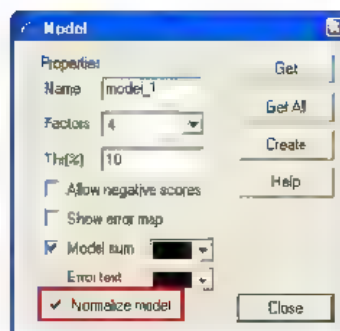 Model
Properties
Name model_1
Factors 4
Thr(%) 10
Allow negative scores
Show error map
Model num
Error text
Normalize model
Get
Get All
Create
Help
Close